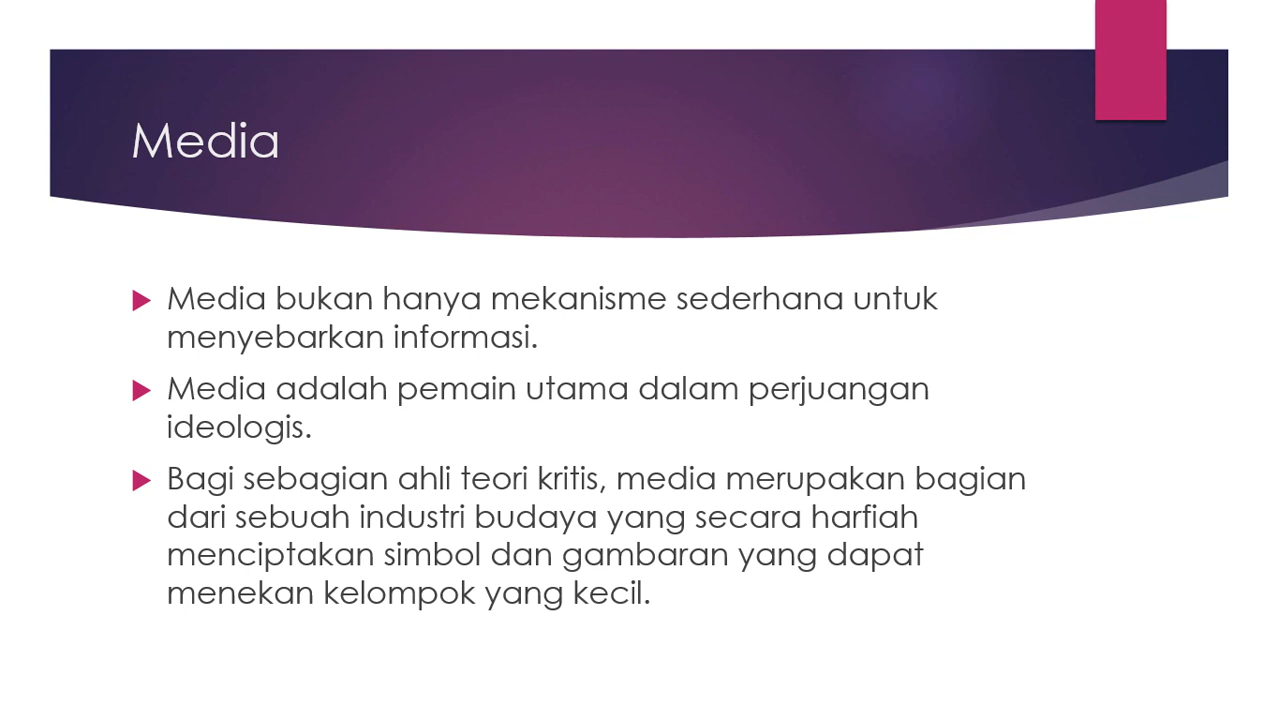 Media
Media bukan hanya mekanisme sederhana untuk
menyebarkan informasi.
Media adalah pemain utama dalam perjuangan
ideologis.
Bagi sebagian ahli teori kritis, media merupakan bagian
dari sebuah industri budaya yang secara harfiah
menciptakan simbol dan gambaran yang dapat
menekan kelompok yang kecil.